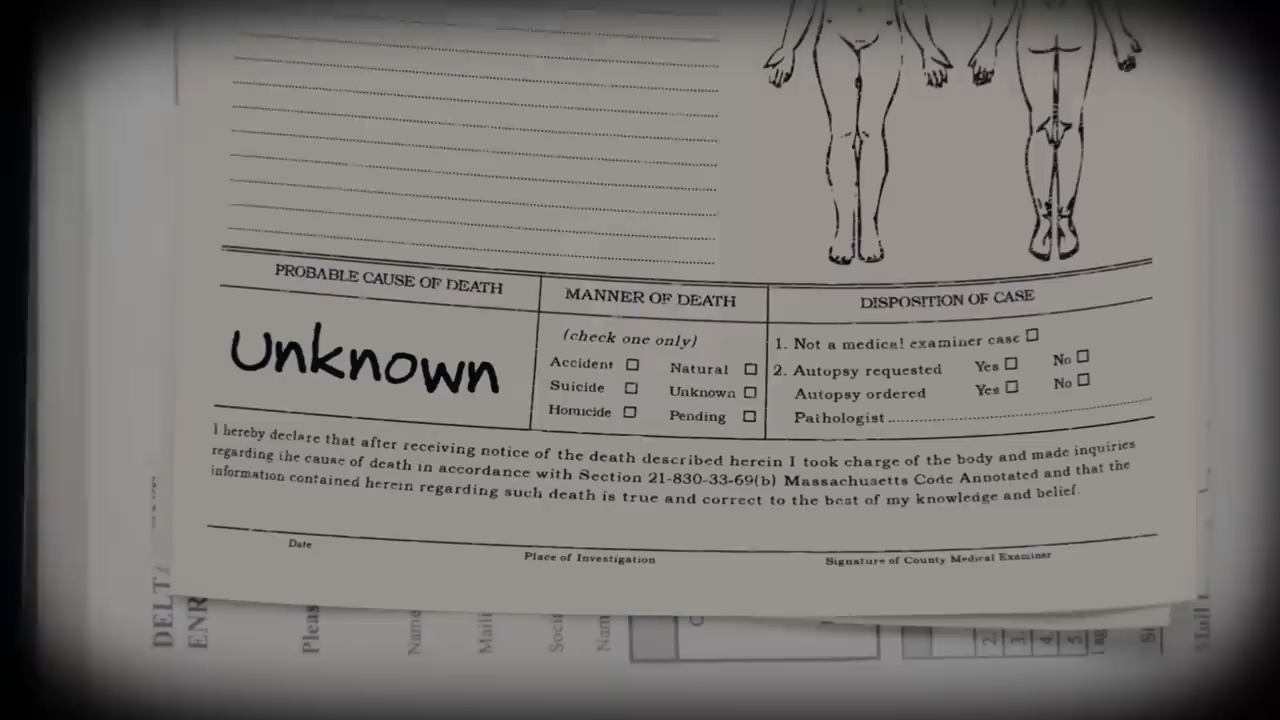 PROBABLE CAUSE OF DEATH
Unknown
MANNER OF DEATH
(check one only)
Accident Natural
Suicide Unknown
Homicide Pending
DISPOSITION OF CASE
1. Not a medical examiner case
2. Autopsy requested Yes No
Autopsy ordered Yes No
Pathologist
I hereby declare that after receiving notice of the death described herein I took charge of the body and made inquiries
regarding the cause of death in accordance with Section 21-830-33-69(b) Massachusetts Code Annotated and that the
information contained herein regarding such death is true and correct to the best of my knowledge and belief.
Date Place of Investigation Signature of County Medical Examiner